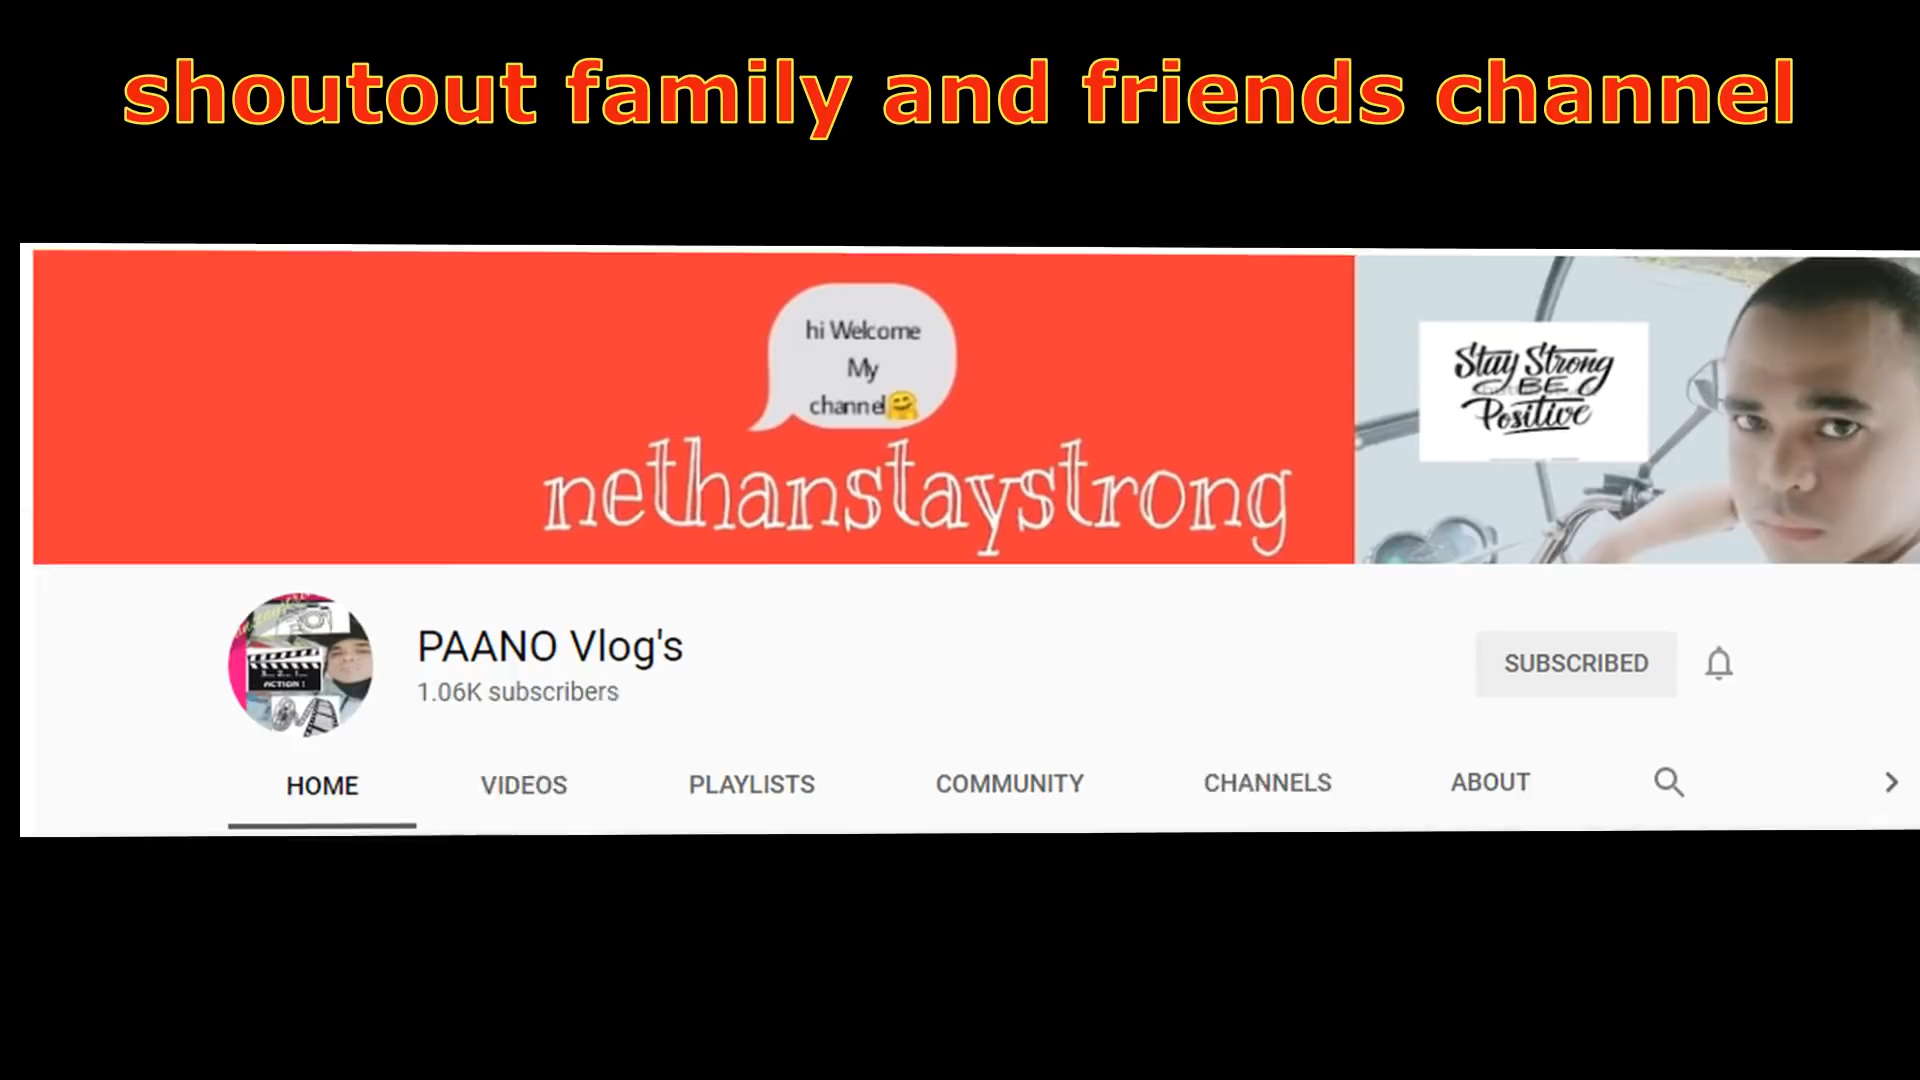 shoutout family and friends channel
hi Welcome
My
channel🤗
Stay Strong
BE
Positive
nethanstaystrong
PAANO Vlog's
1.06K subscribers
SUBSCRIBED
ACTION!
HOME VIDEOS PLAYLISTS COMMUNITY CHANNELS ABOUT